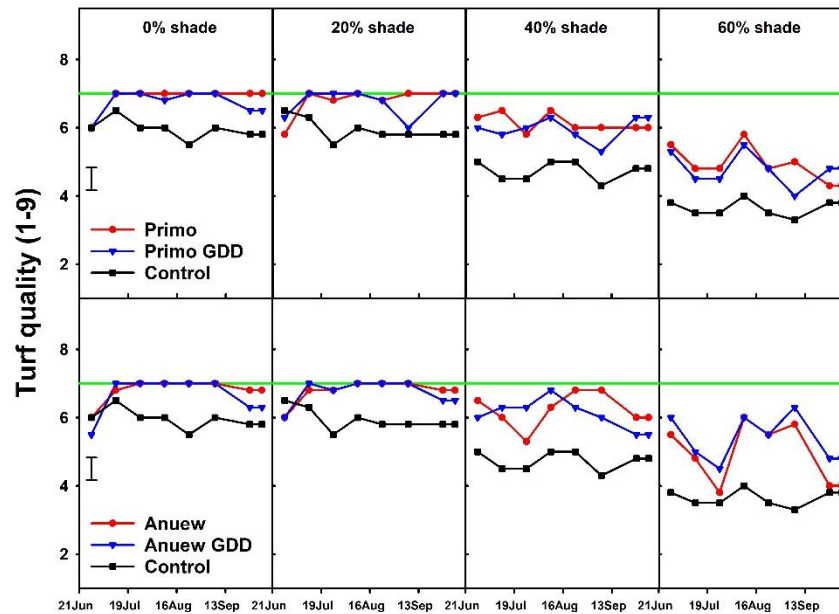 0% shade 20% shade 40% shade 60% shade
8
6
4
2
Primo
Primo GDD
Control
Turf quality (1-9)
8
6
4
2
Anuew
Anuew GDD
Control
21Jun 19Jul 16Aug 13Sep 21Jun 19Jul 16Aug 13Sep 21Jun 19Jul 16Aug 13Sep 21Jun 19Jul 16Aug 13Sep